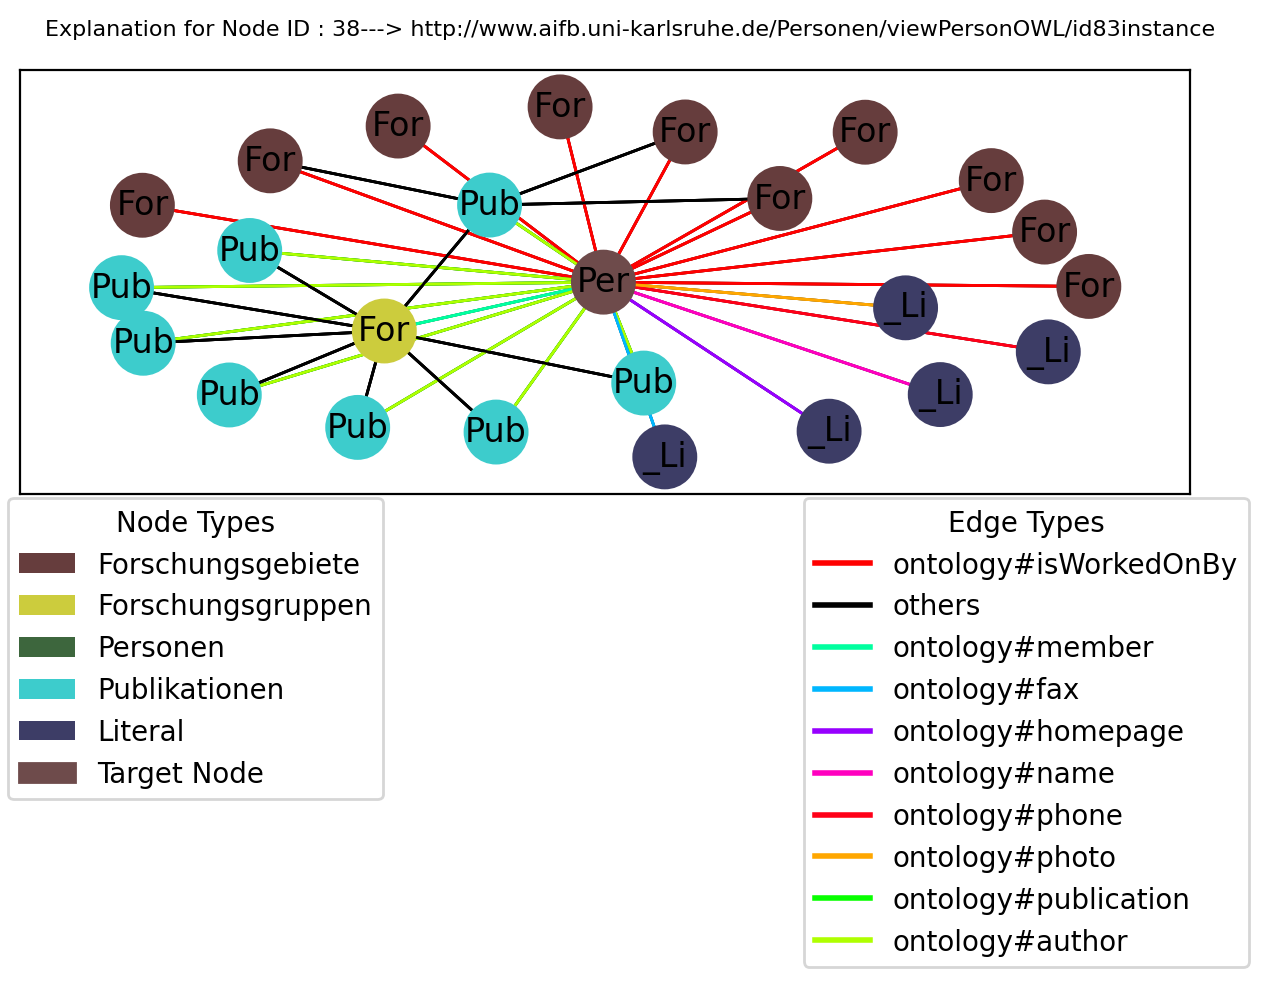 Explanation for Node ID : 38---> http://www.aifb.uni-karlsruhe.de/Personen/viewPersonOWL/id83instance
For
For
For
For
For
For
For
For
Pub
For
For
Pub
Per
For
Pub
_Li
For
Pub
_Li
Pub
Pub
_Li
Pub
Pub
_Li
_Li
Node Types
Forschungsgebiete
Forschungsgruppen
Personen
Publikationen
Literal
Target Node
Edge Types
ontology#isWorkedOnBy
others
ontology#member
ontology#fax
ontology#homepage
ontology#name
ontology#phone
ontology#photo
ontology#publication
ontology#author